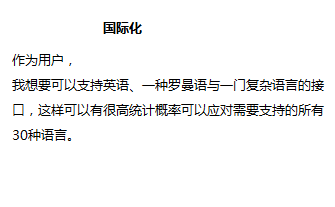 国际化
作为用户，
我想要可以支持英语、一种罗曼语与一门复杂语言的接
口，这样可以有很高统计概率可以应对需要支持的所有
30种语言。